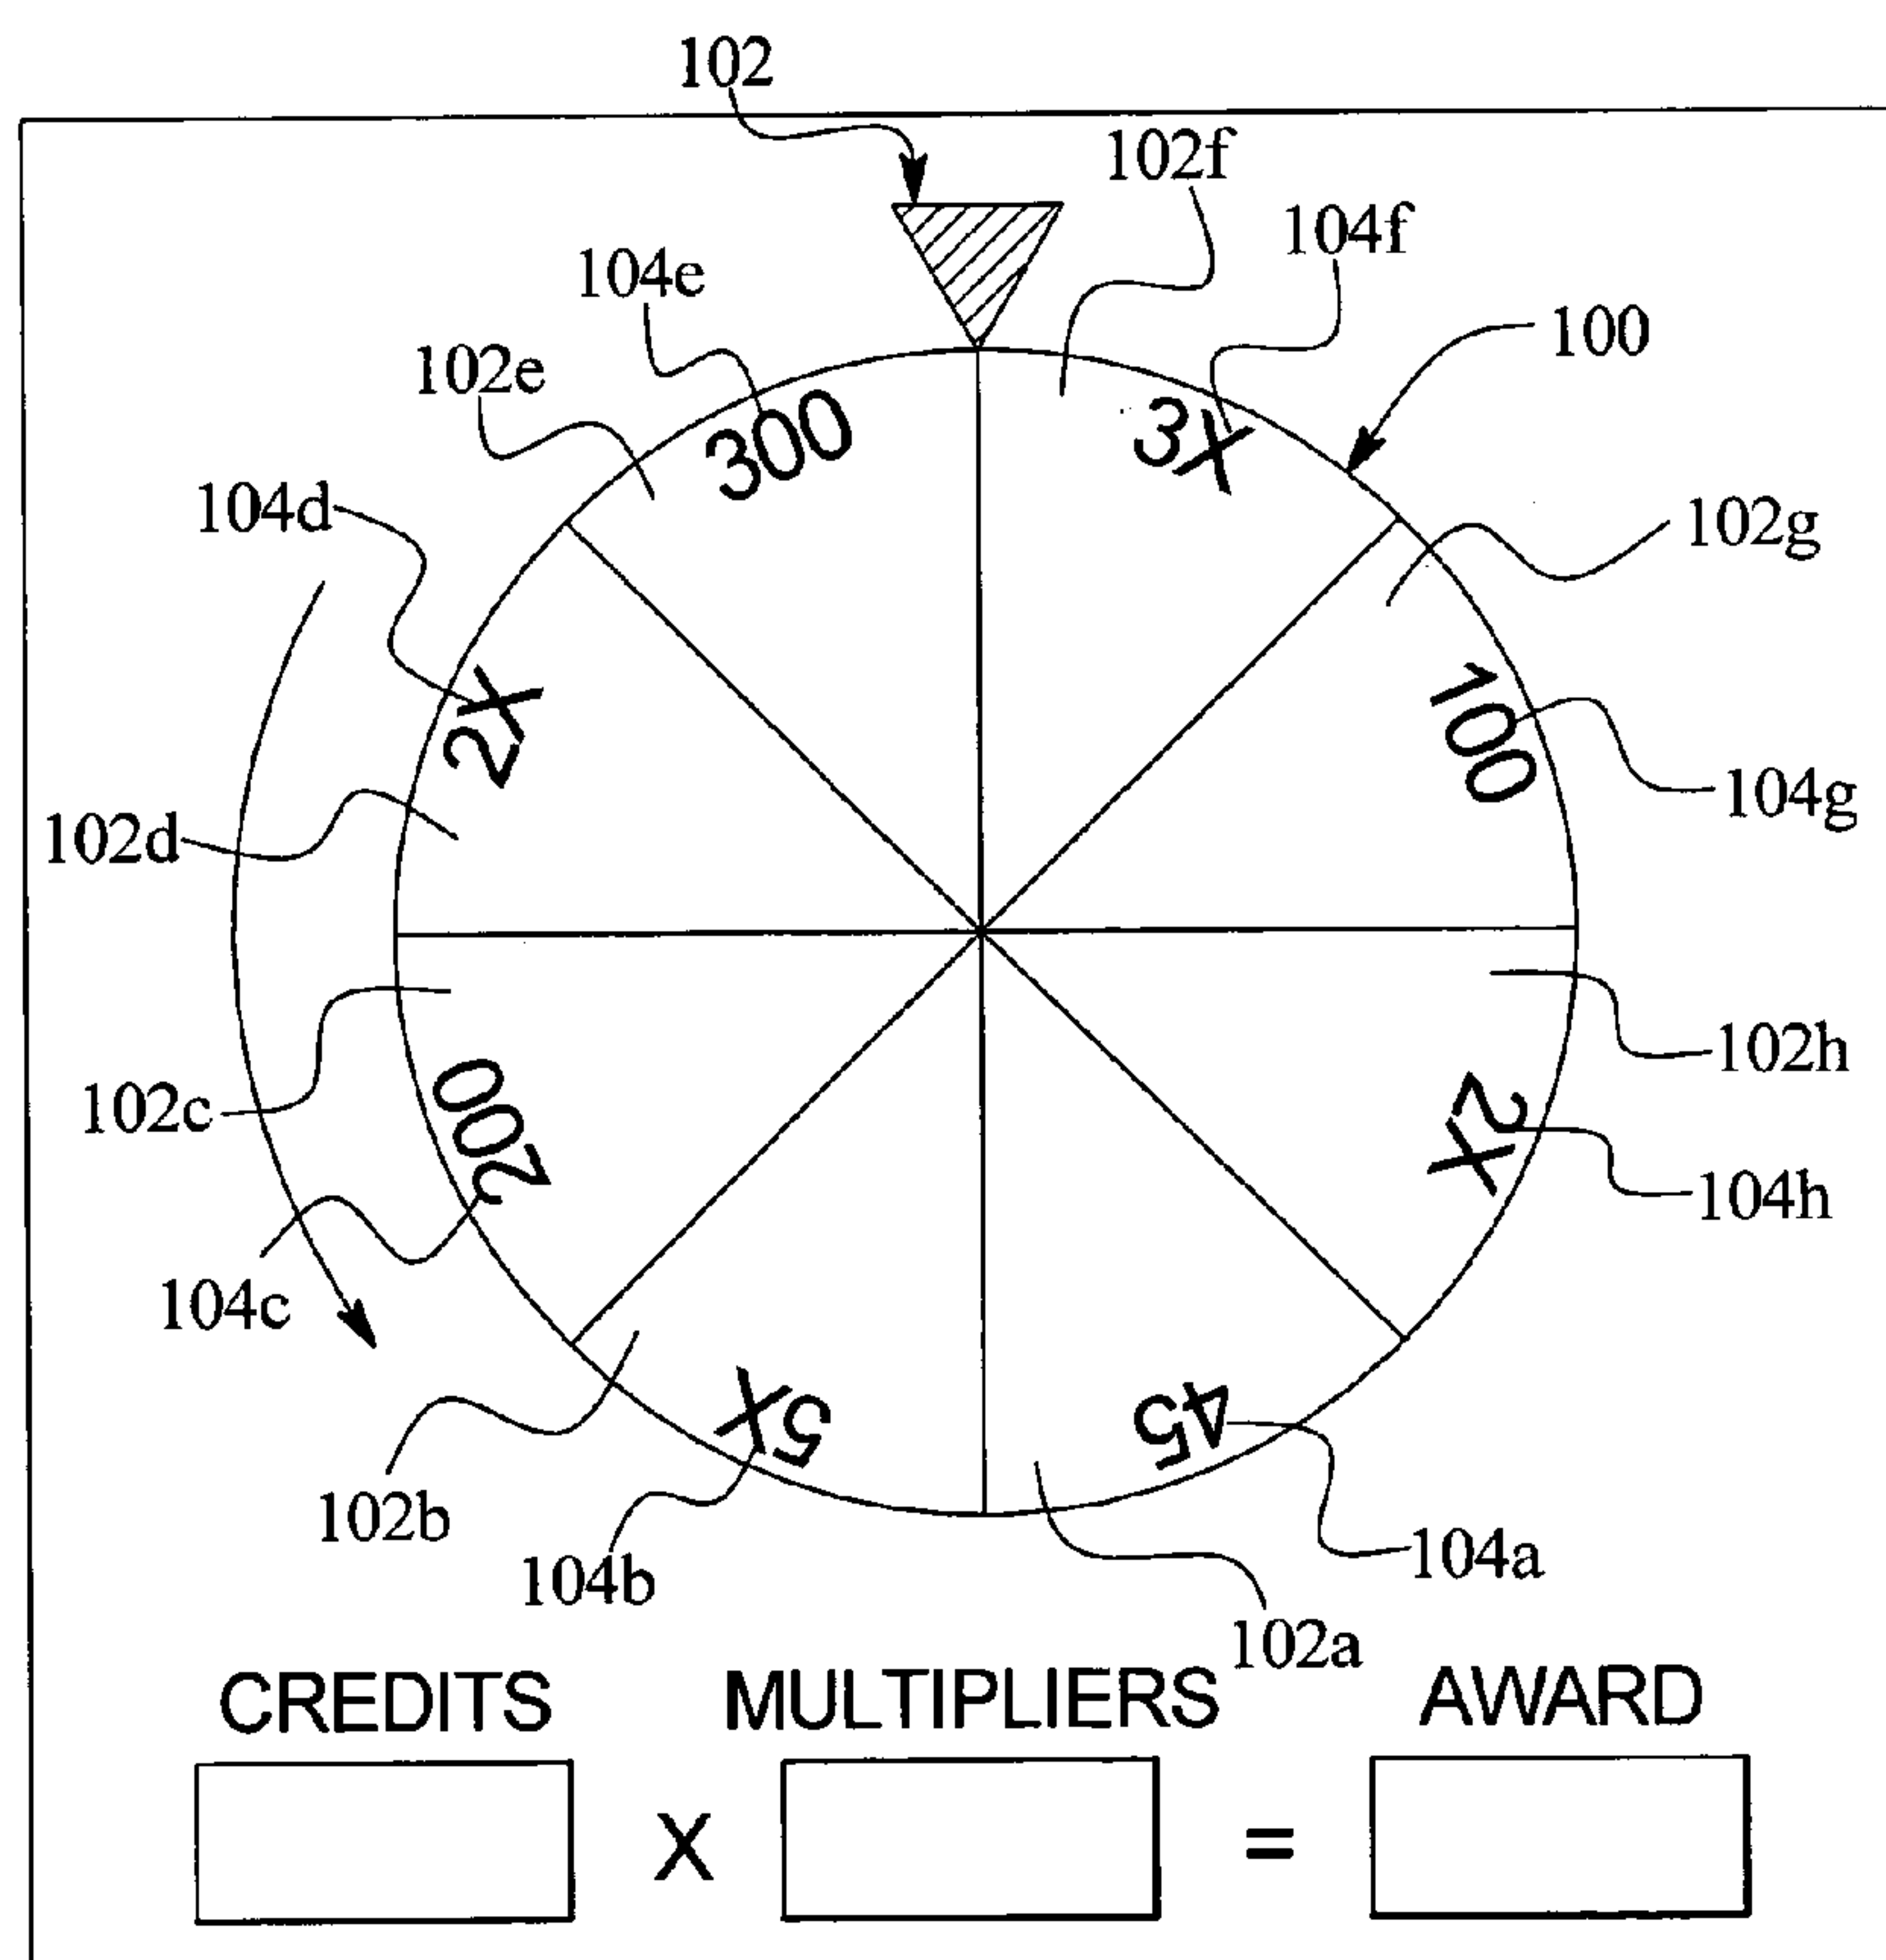 102
102f
104f
104e
100
102e
300
3X
104d
102g
2X
100
104g
102d
102h
102c
200
2X
104h
104c
5X
45
102b
104b
104a
102a
CREDITS MULTIPLIERS AWARD
X =